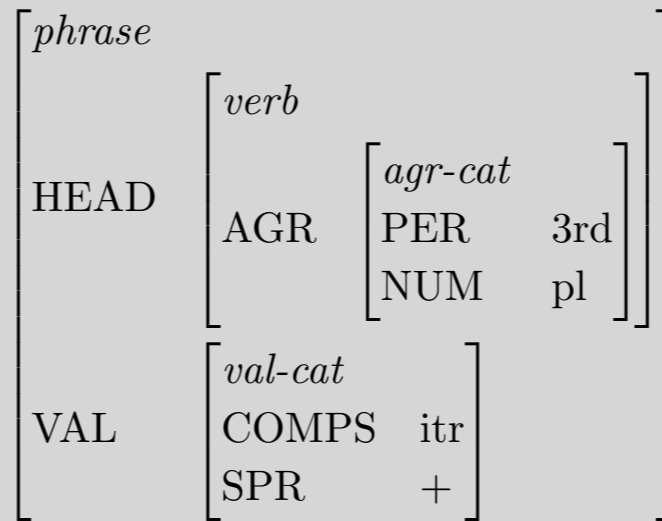 phrase
verb
agr-cat
HEAD
AGR PER 3rd
NUM pl
val-cat
VAL COMPS itr
SPR +